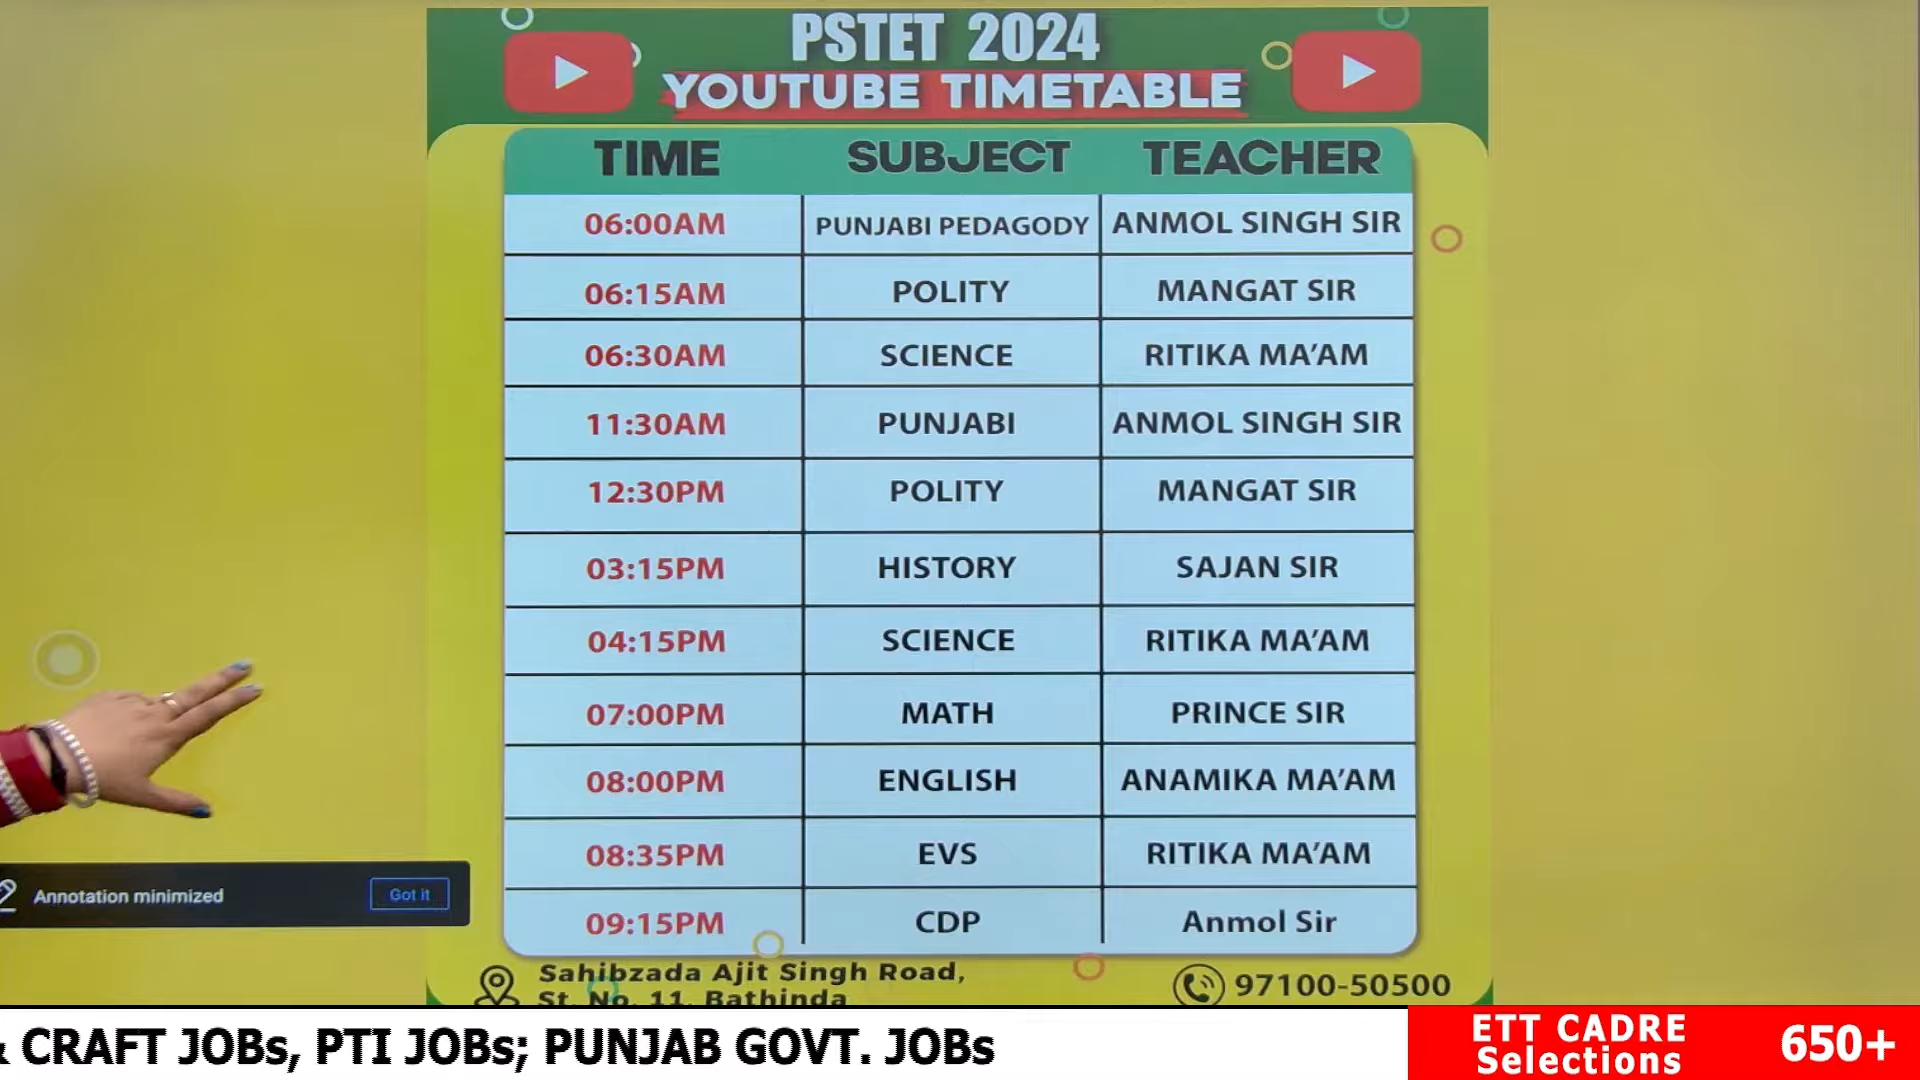 PSTET 2024
YOUTUBE TIMETABLE
TIME SUBJECT TEACHER
06:00AM PUNJABI PEDAGODY ANMOL SINGH SIR
06:15AM POLITY MANGAT SIR
06:30AM SCIENCE RITIKA MA'AM
11:30AM PUNJABI ANMOL SINGH SIR
12:30PM POLITY MANGAT SIR
03:15PM HISTORY SAJAN SIR
04:15PM SCIENCE RITIKA MA'AM
07:00PM MATH PRINCE SIR
08:00PM ENGLISH ANAMIKA MA'AM
08:35PM EVS RITIKA MA'AM
09:15PM CDP Anmol Sir
Annotation minimized Got it
Sahibzada Ajit Singh Road,
St. No. 11, Bathinda
97100-50500
& CRAFT JOBs, PTI JOBs; PUNJAB GOVT. JOBs
ETT CADRE
Selections
650+